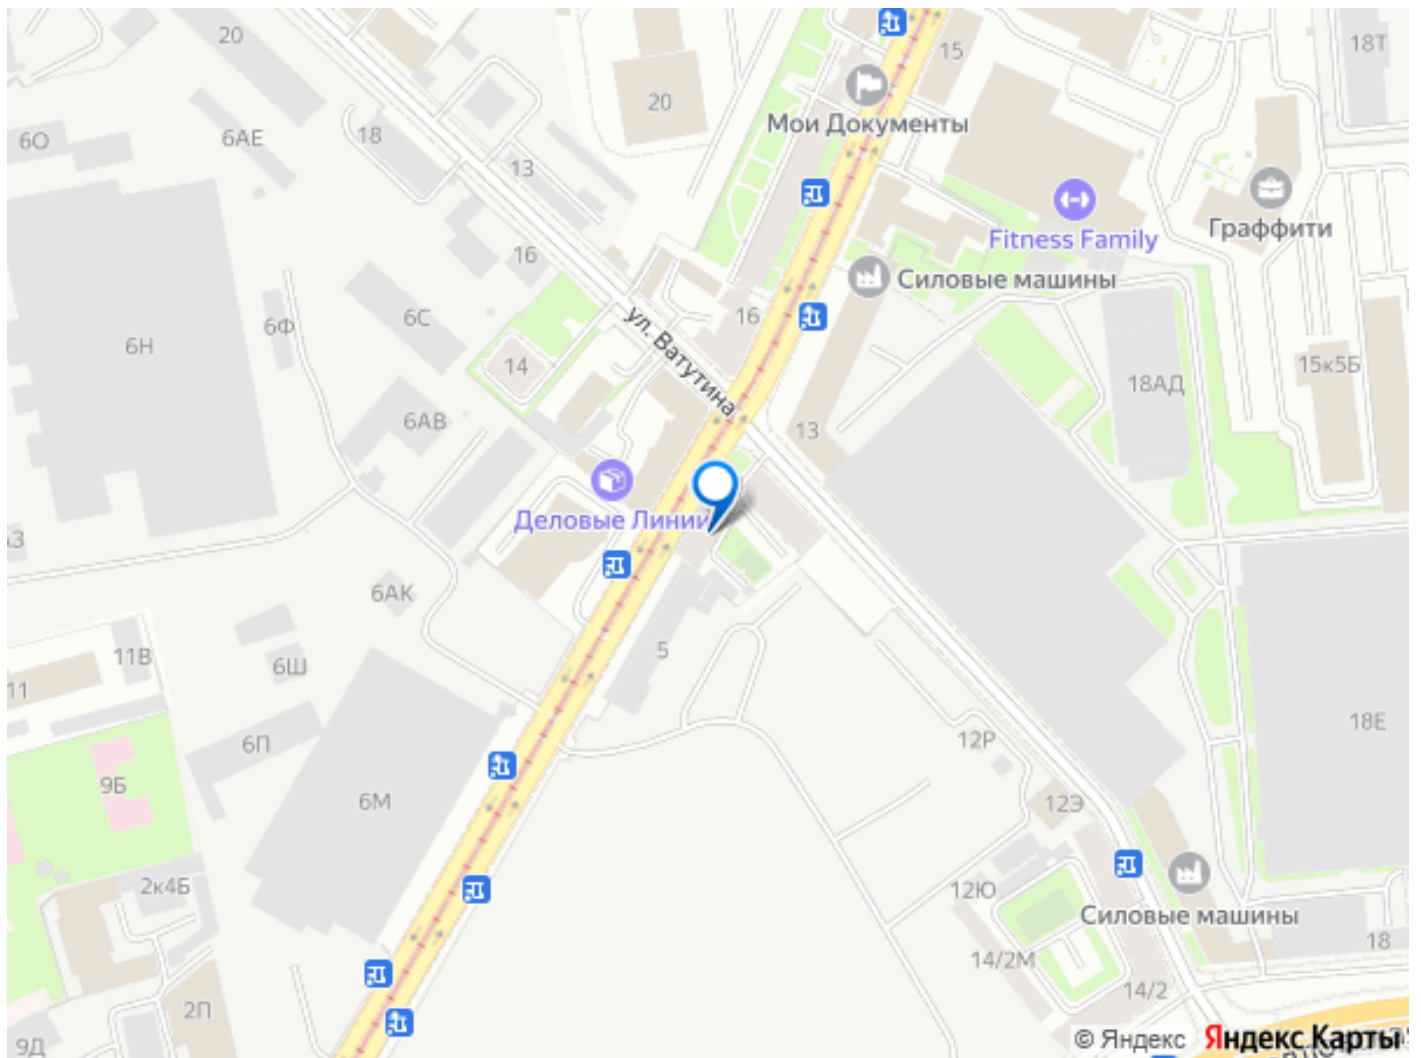 20
15
18Т
20
Мои Документы
6О
6АЕ
18
13
Граффити
Fitness Family
16
Силовые машины
6С
6Ф
16
ул. Ватутина
6Н
14
15к5Б
18АД
6АВ
13
Деловые Линии
6АК
5
11В
6Ш
11
18Е
6П
12Р
9Б
6М
12Э
2к4Б
12Ю
Силовые машины
18
14/2М
14/2
2П
9Д
© Яндекс Яндекс Карты